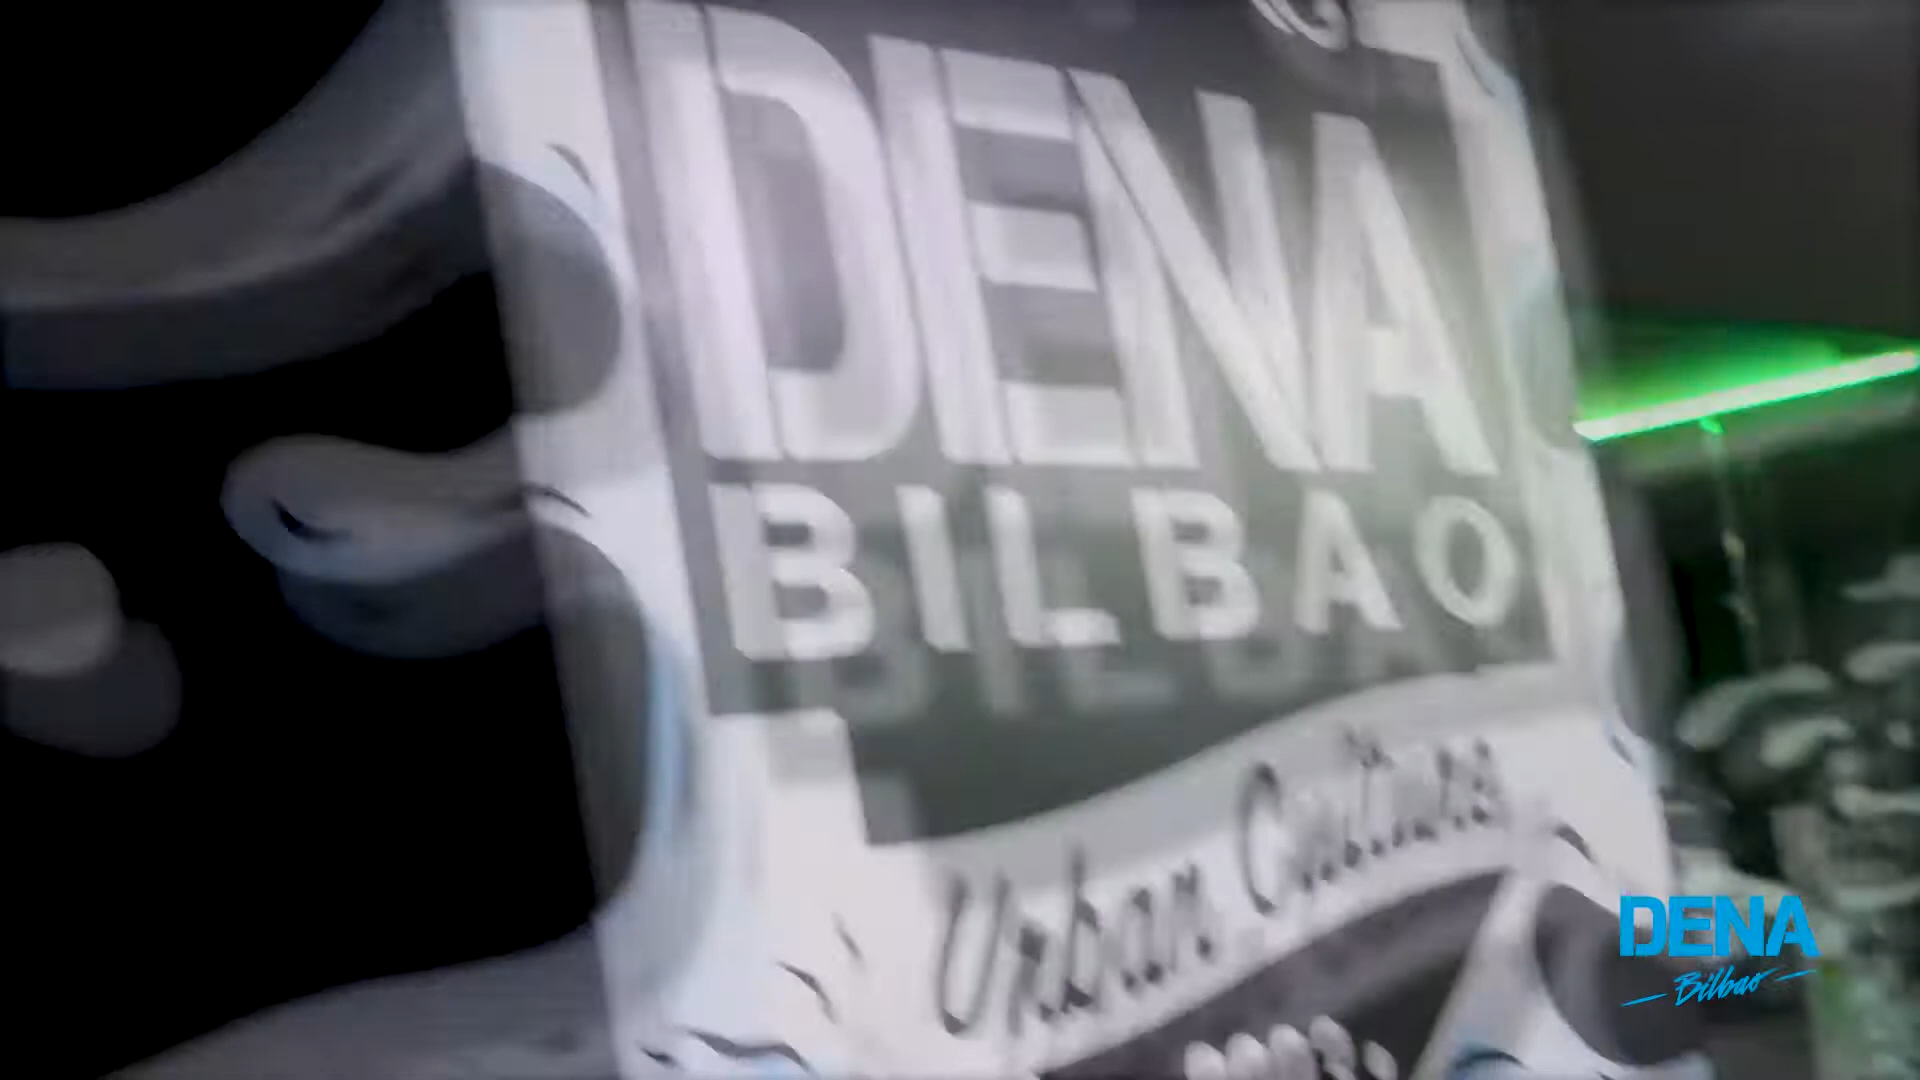 DENA
BILBAO
Urban Culture
DENA
Bilbao